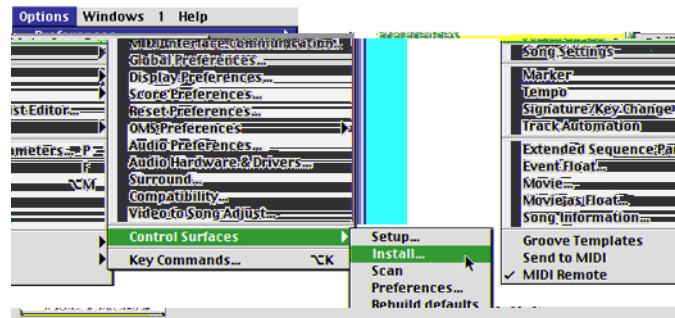 Options Windows 1 Help
MIDI Interface Communication...
Global Preferences...
Display Preferences...
Score Preferences...
Reset Preferences...
OMS Preferences
Audio Preferences...
Audio Hardware & Drivers...
Surround...
Compatibility...
Video to Song Adjust...
Control Surfaces
Key Commands... ⌥K
ist Editor...
ameters... P
F
⌥M
Setup...
Install...
Scan
Preferences...
Rebuild defaults
Song Settings
Marker
Tempo
Signature/Key Change
Track Automation
Extended Sequence Par
Event Float...
Movie...
Movie as Float...
Song Information...
Groove Templates
Send to MIDI
✓ MIDI Remote